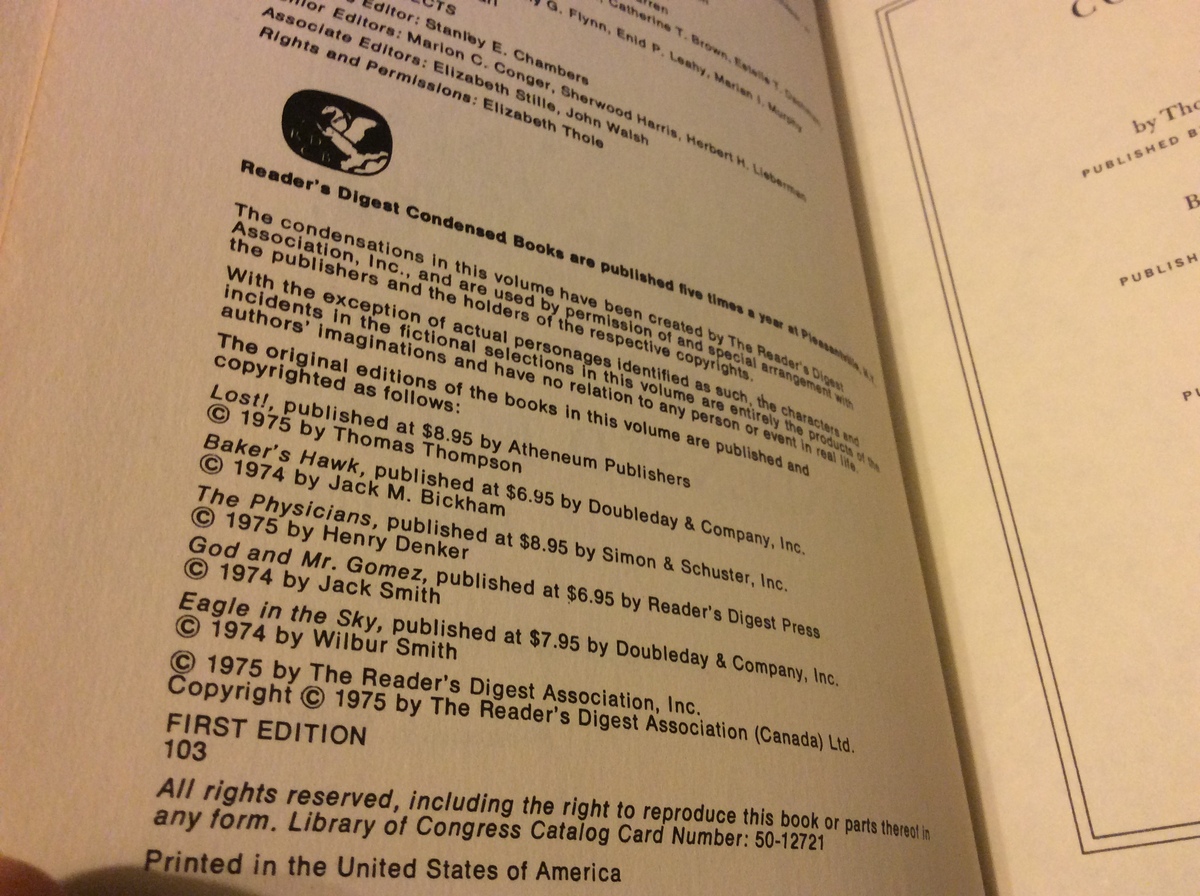 ECTS
Catherine T. Brown, Estelle T.
Editor: Stanley E. Chambers
G. Flynn, Enid P. Leahy, Marian I. Murphy
Editors: Marion C. Conger, Sherwood Harris, Herbert H. Lieberman
Associate Editors: Elizabeth Stille, John Walsh
Rights and Permissions: Elizabeth Thole
Reader's Digest Condensed Books are published five times a year at Pleasantville, N.Y.
The condensations in this volume have been created by The Reader's Digest
Association, Inc., and are used by permission of and special arrangement with
the publishers and the holders of the respective copyrights.
With the exception of actual personages identified as such, the characters and
incidents in the fictional selections in this volume are entirely the products of the
authors' imaginations and have no relation to any person or event in real life.
The original editions of the books in this volume are published and
copyrighted as follows:
Lost!, published at $8.95 by Atheneum Publishers
© 1975 by Thomas Thompson
Baker's Hawk, published at $6.95 by Doubleday & Company, Inc.
© 1974 by Jack M. Bickham
The Physicians, published at $8.95 by Simon & Schuster, Inc.
© 1975 by Henry Denker
God and Mr. Gomez, published at $6.95 by Reader's Digest Press
© 1974 by Jack Smith
Eagle in the Sky, published at $7.95 by Doubleday & Company, Inc.
© 1974 by Wilbur Smith
© 1975 by The Reader's Digest Association, Inc.
Copyright © 1975 by The Reader's Digest Association (Canada) Ltd.
FIRST EDITION
103
All rights reserved, including the right to reproduce this book or parts thereof in
any form. Library of Congress Catalog Card Number: 50-12721
Printed in the United States of America
by Tho
PUBLISHED B
B
PUBLISH